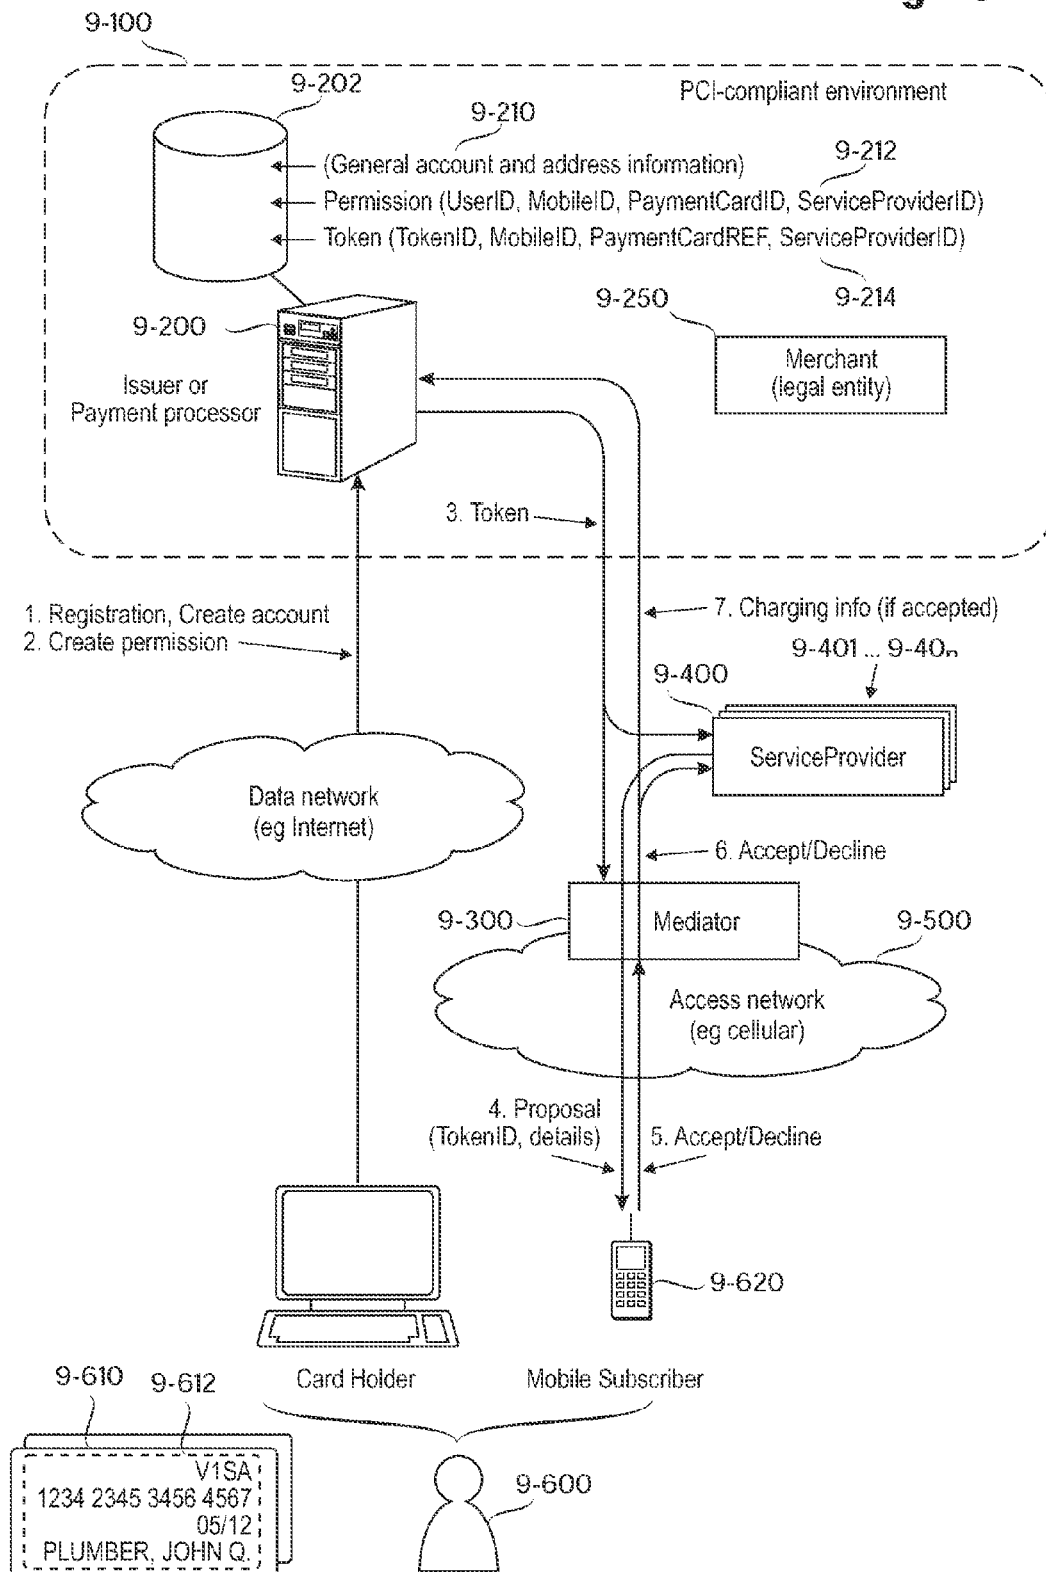 9-100
9-202
PCI-compliant environment
9-210
(General account and address information)
9-212
Permission (UserID, MobileID, PaymentCardID, ServiceProviderID)
Token (TokenID, MobileID, PaymentCardREF, ServiceProviderID)
9-214
9-250
9-200
Merchant
(legal entity)
Issuer or
Payment processor
3. Token
1. Registration, Create account
2. Create permission
7. Charging info (if accepted)
9-401 ... 9-40n
9-400
ServiceProvider
Data network
(eg Internet)
6. Accept/Decline
9-300
Mediator
9-500
Access network
(eg cellular)
4. Proposal
(TokenID, details)
5. Accept/Decline
9-620
Card Holder
Mobile Subscriber
9-610
9-612
V1SA
1234 2345 3456 4567
05/12
PLUMBER, JOHN Q.
9-600